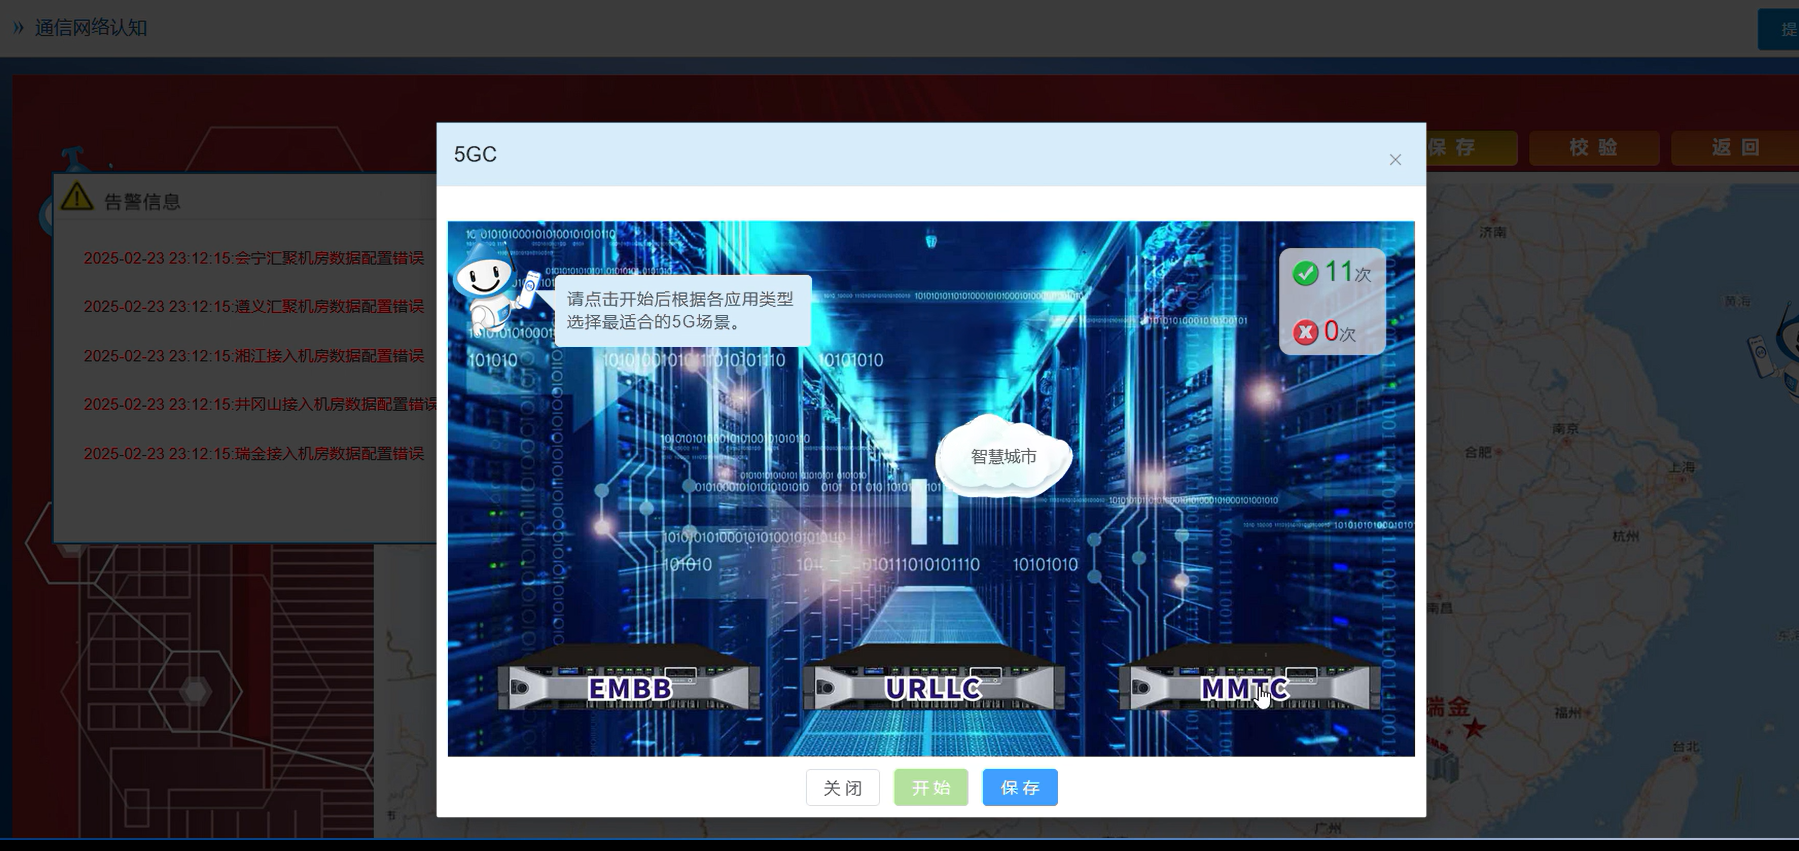 » 通信网络认知
提
保存
校验
返回
告警信息
2025-02-23 23:12:15:会宁汇聚机房数据配置错误
2025-02-23 23:12:15:遵义汇聚机房数据配置错误
2025-02-23 23:12:15:湘江接入机房数据配置错误
2025-02-23 23:12:15:井冈山接入机房数据配置错误
2025-02-23 23:12:15:瑞金接入机房数据配置错误
5GC
请点击开始后根据各应用类型
选择最适合的5G场景。
11次
0次
智慧城市
EMBB
URLLC
MMTC
关闭
开始
保存
济南
黄海
南京
合肥
上海
杭州
南昌
瑞金
福州
台北
广州